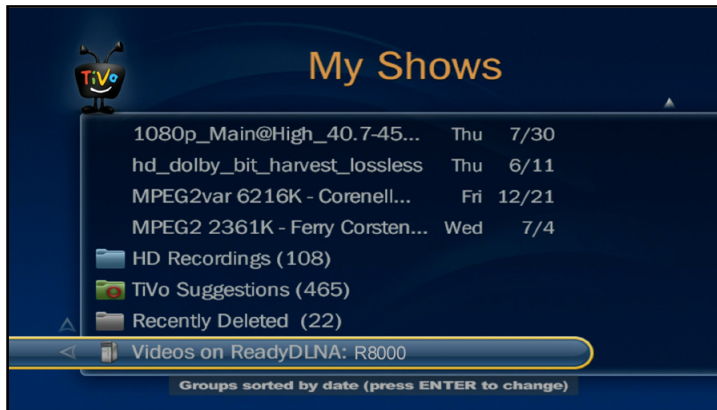 TiVo
My Shows
1080p_Main@High_40.7-45... Thu 7/30
hd_dolby_bit_harvest_lossless Thu 6/11
MPEG2var 6216K - Corenell... Fri 12/21
MPEG2 2361K - Ferry Corsten... Wed 7/4
HD Recordings (108)
TiVo Suggestions (465)
Recently Deleted (22)
Videos on ReadyDLNA: R8000
Groups sorted by date (press ENTER to change)